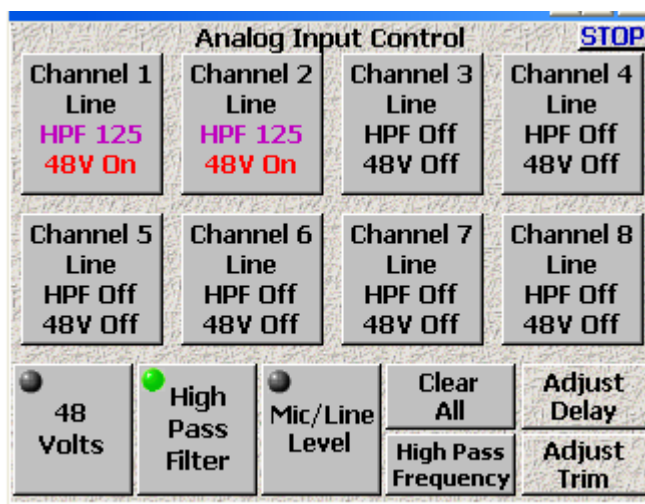 Analog Input Control STOP
Channel 1
Line
HPF 125
48V On
Channel 2
Line
HPF 125
48V On
Channel 3
Line
HPF Off
48V Off
Channel 4
Line
HPF Off
48V Off
Channel 5
Line
HPF Off
48V Off
Channel 6
Line
HPF Off
48V Off
Channel 7
Line
HPF Off
48V Off
Channel 8
Line
HPF Off
48V Off
48
Volts
High
Pass
Filter
Mic/Line
Level
Clear
All
High Pass
Frequency
Adjust
Delay
Adjust
Trim